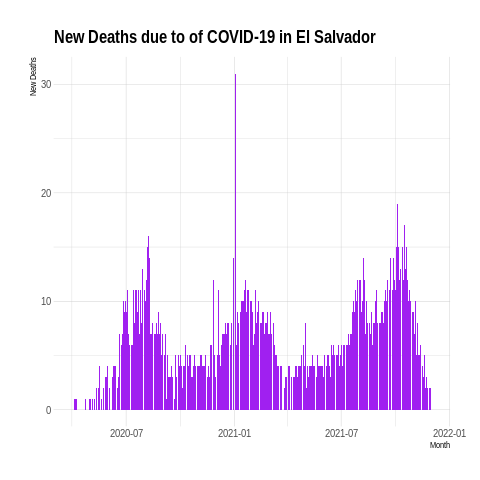 New Deaths due to of COVID-19 in El Salvador
New Deaths
30
20
10
0
2020-07
2021-01
2021-07
2022-01
Month